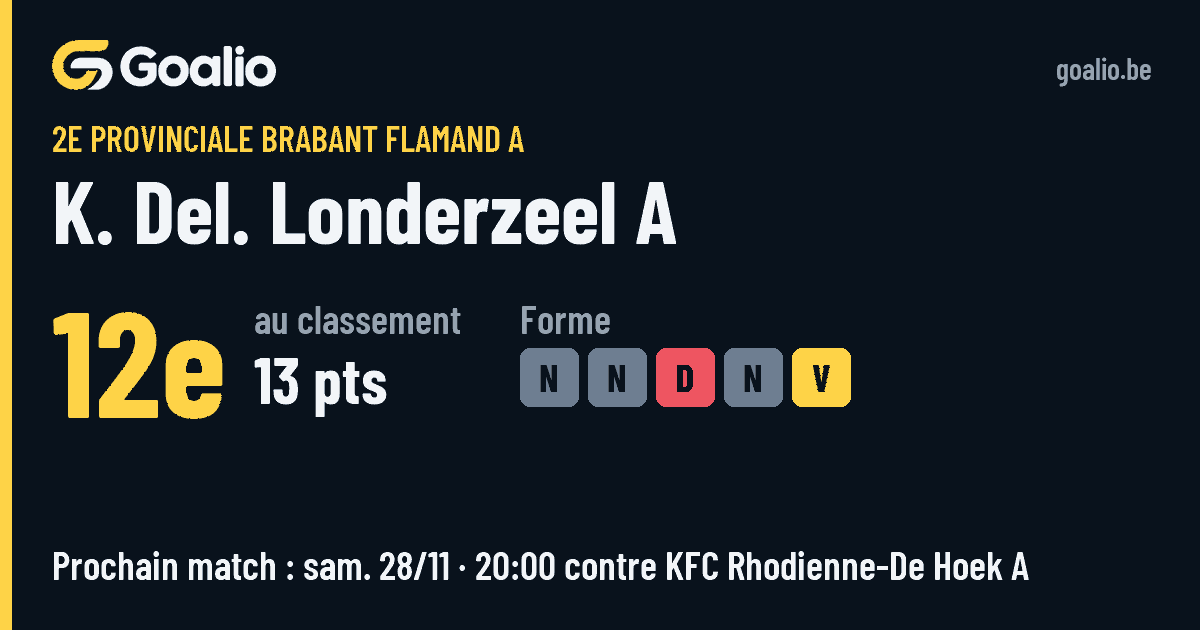 Goalio
goalio.be
2E PROVINCIALE BRABANT FLAMAND A
K. Del. Londerzeel A
12e
au classement
13 pts
Forme
N N D N V
Prochain match : sam. 28/11 · 20:00 contre KFC Rhodienne-De Hoek A